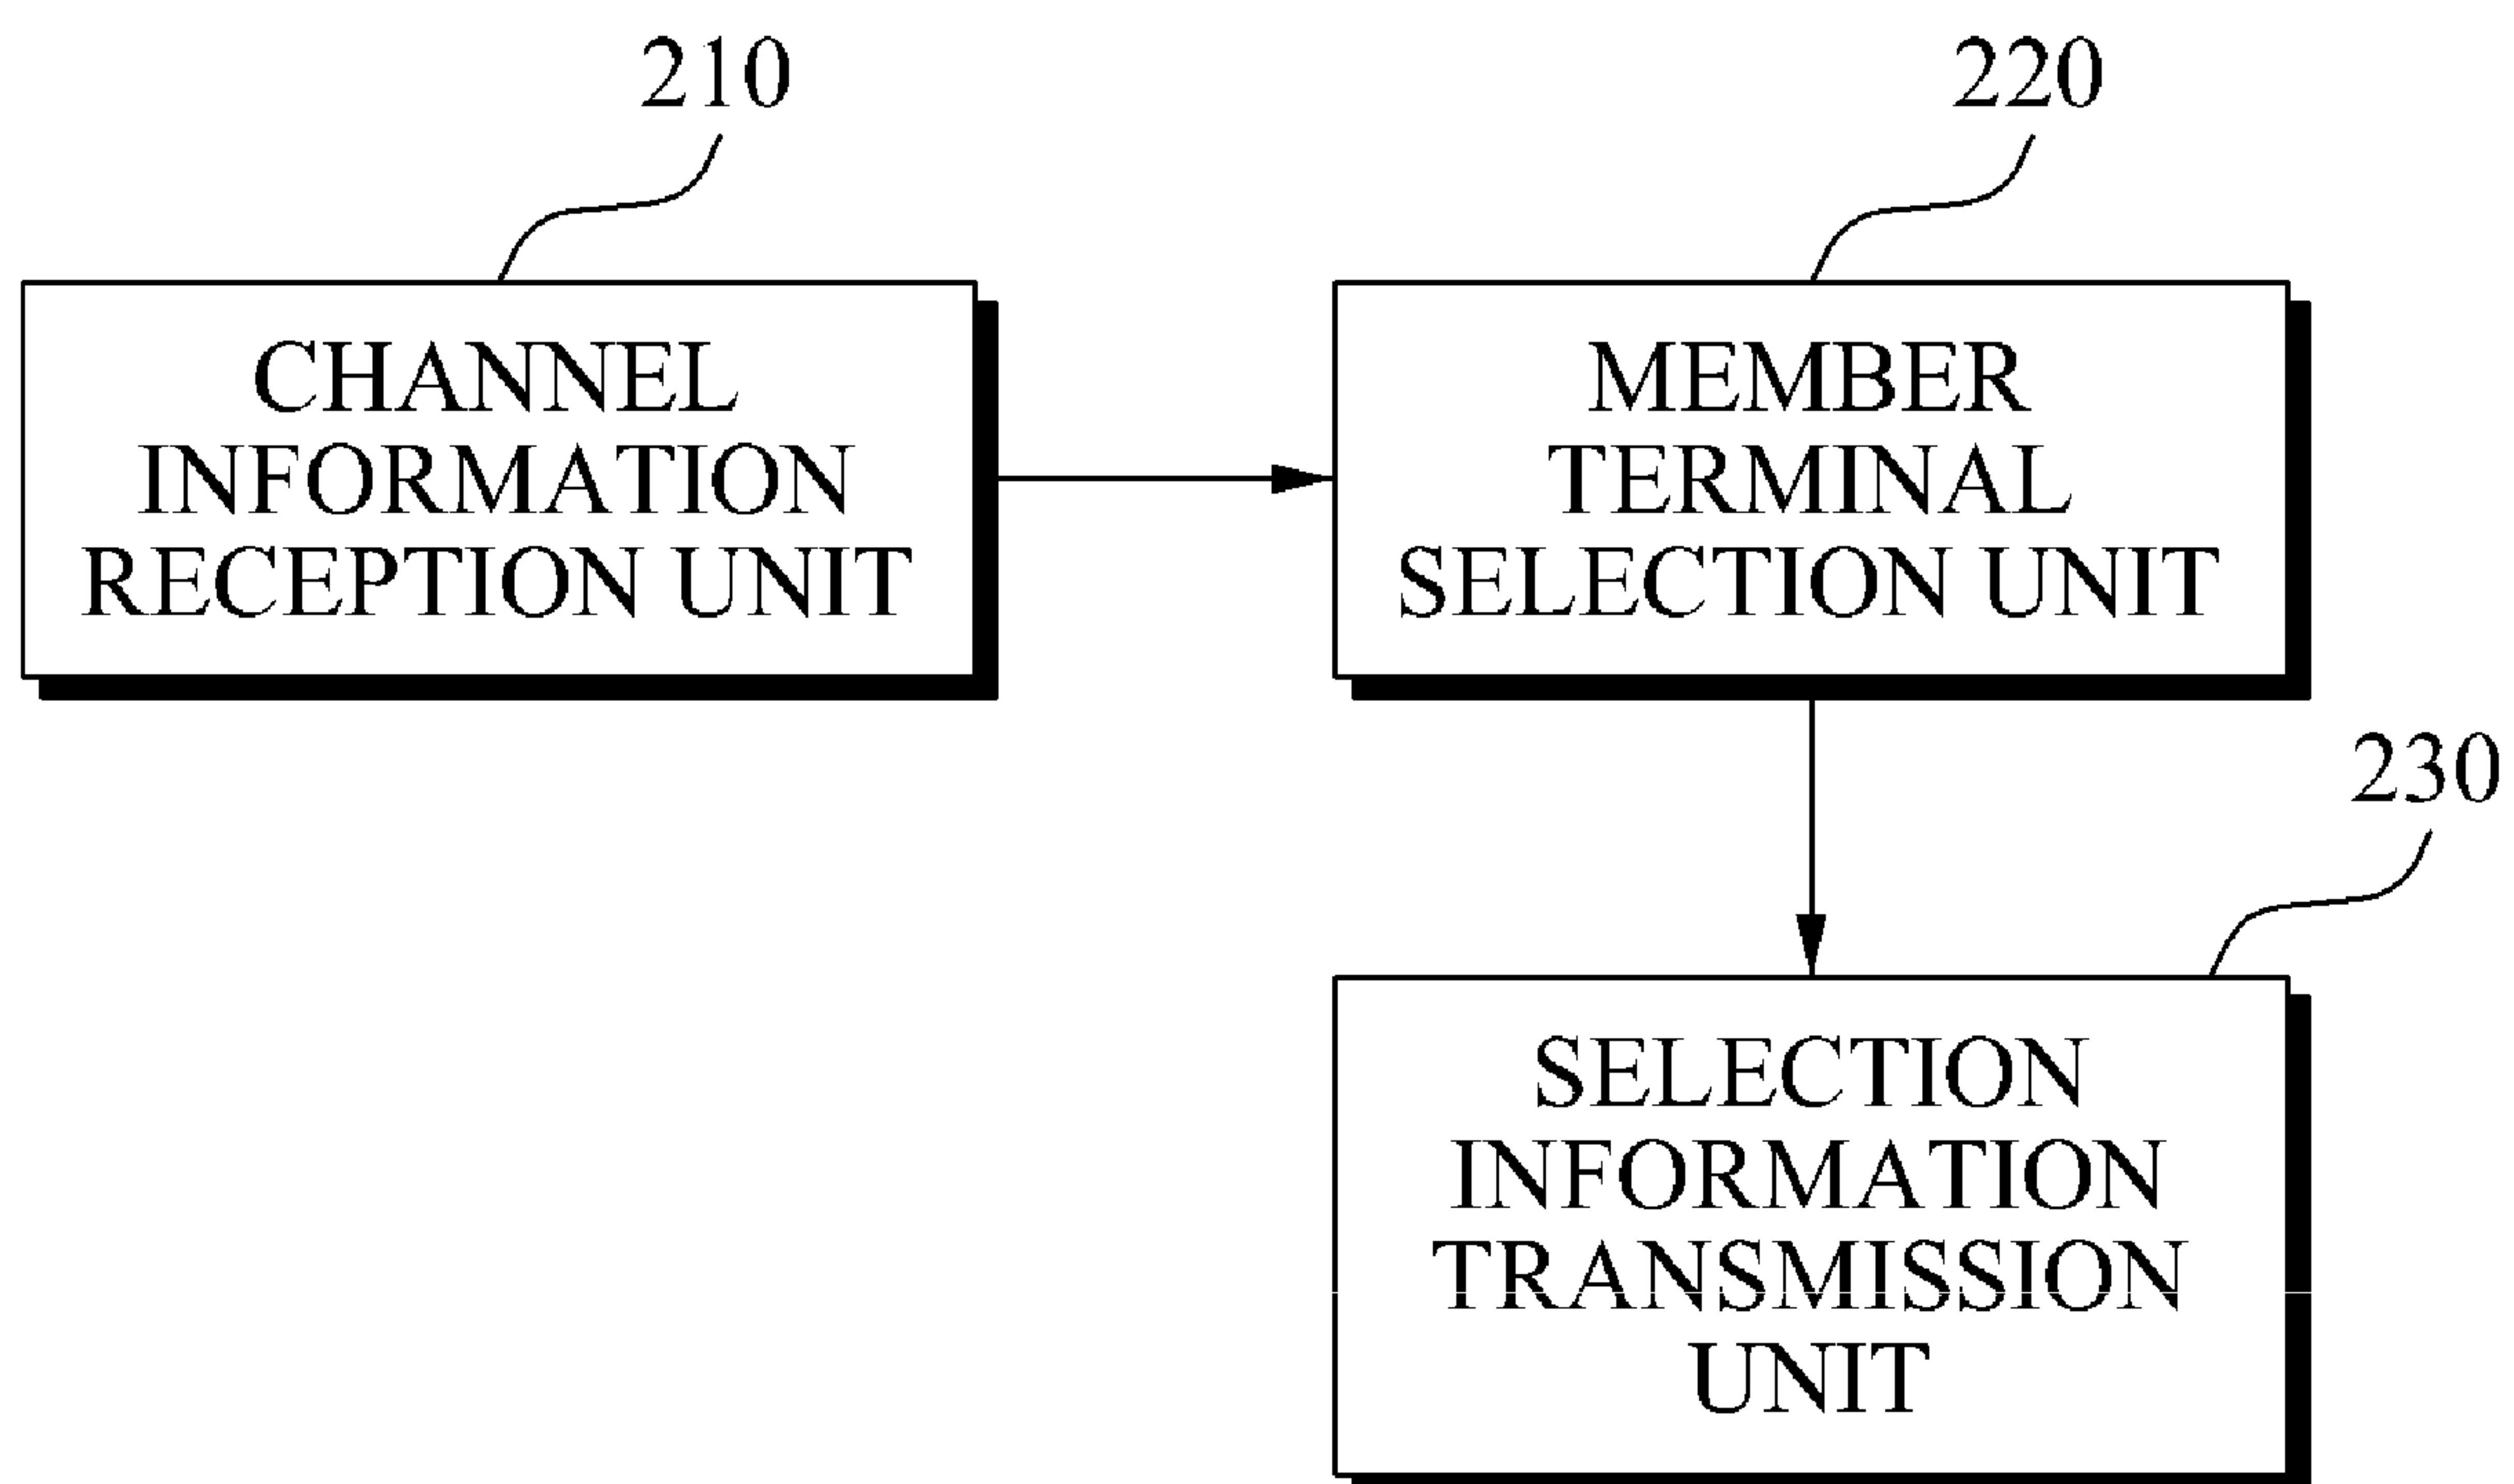 210
220
CHANNEL
INFORMATION
RECEPTION UNIT
MEMBER
TERMINAL
SELECTION UNIT
230
SELECTION
INFORMATION
TRANSMISSION
UNIT